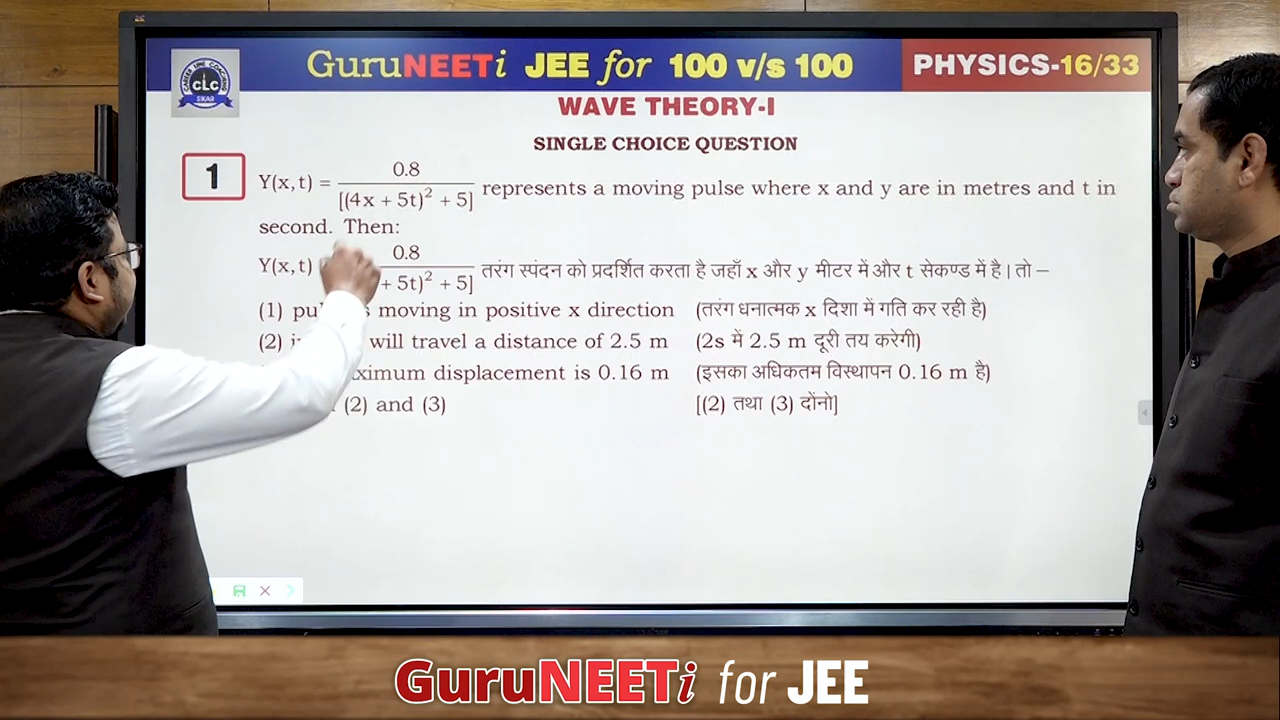 GuruNEETi JEE for 100 v/s 100 PHYSICS-16/33
CLC
SIKAR
WAVE THEORY-I
SINGLE CHOICE QUESTION
1
Y(x,t) = 0.8 / [(4x + 5t)² + 5] represents a moving pulse where x and y are in metres and t in
second. Then:
Y(x,t) 0.8 / + 5t)² + 5] तरंग स्पंदन को प्रदर्शित करता है जहाँ x और y मीटर में और t सेकण्ड में है। तो –
(1) moving in positive x direction (तरंग धनात्मक x दिशा में गति कर रही है)
(2) will travel a distance of 2.5 m (2s में 2.5 m दूरी तय करेगी)
displacement is 0.16 m (इसका अधिकतम विस्थापन 0.16 m है)
(2) and (3) [(2) तथा (3) दोंनो]
GuruNEETi for JEE